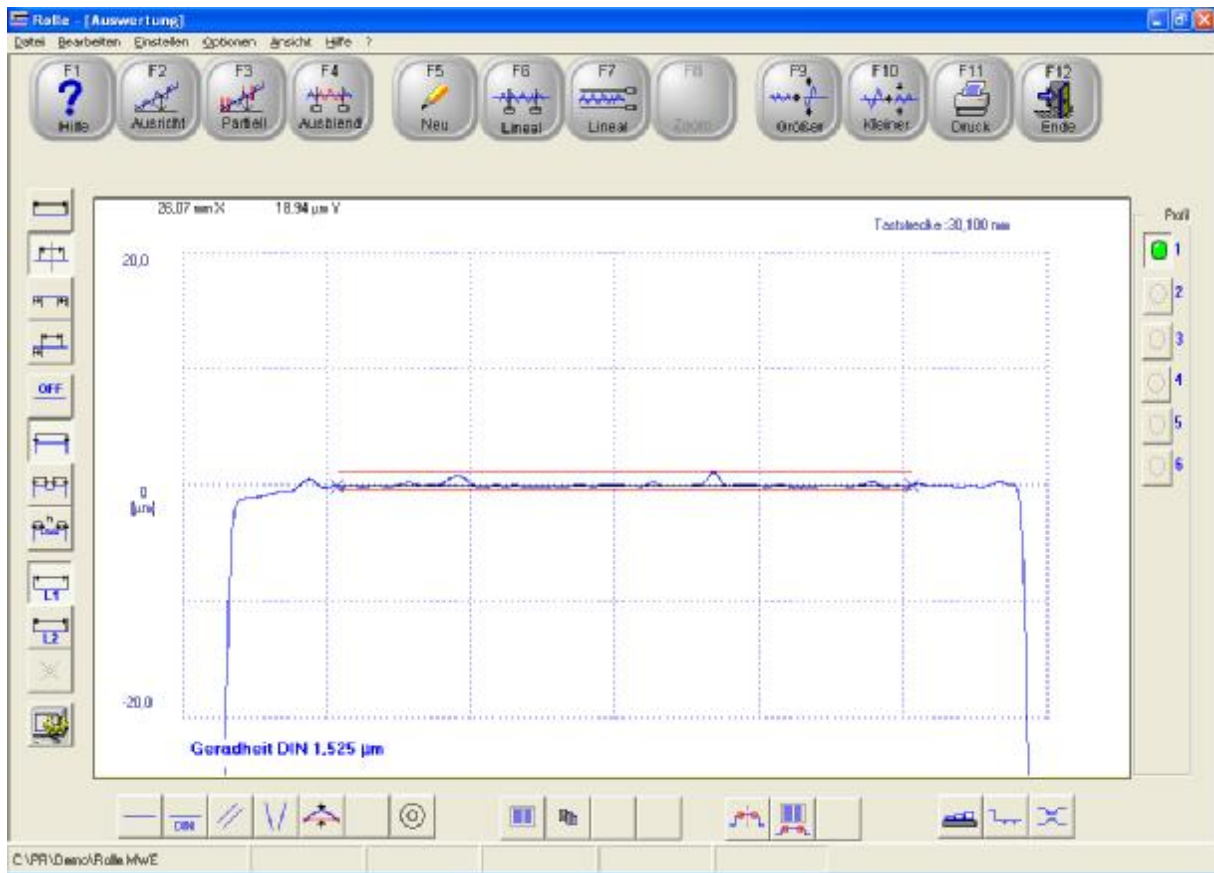 Rolle - [Auswertung]
Datei Bearbeiten Einstellen Optionen Ansicht Hilfe ?
F1 F2 F3 F4 F5 F6 F7 F8 F9 F10 F11 F12
Hilfe Ausricht Partiell Ausblend Neu Lineal Lineal Zoom Größer Kleiner Druck Ende
26.07 mm X 18.94 µm Y
Taststrecke :30,100 mm
Profil
20,0
1
2
3
OFF
4
5
6
0
[µm]
L1
L2
-20,0
Geradheit DIN 1,525 µm
DIN
C:\PR\Demo\Rolle.MWE